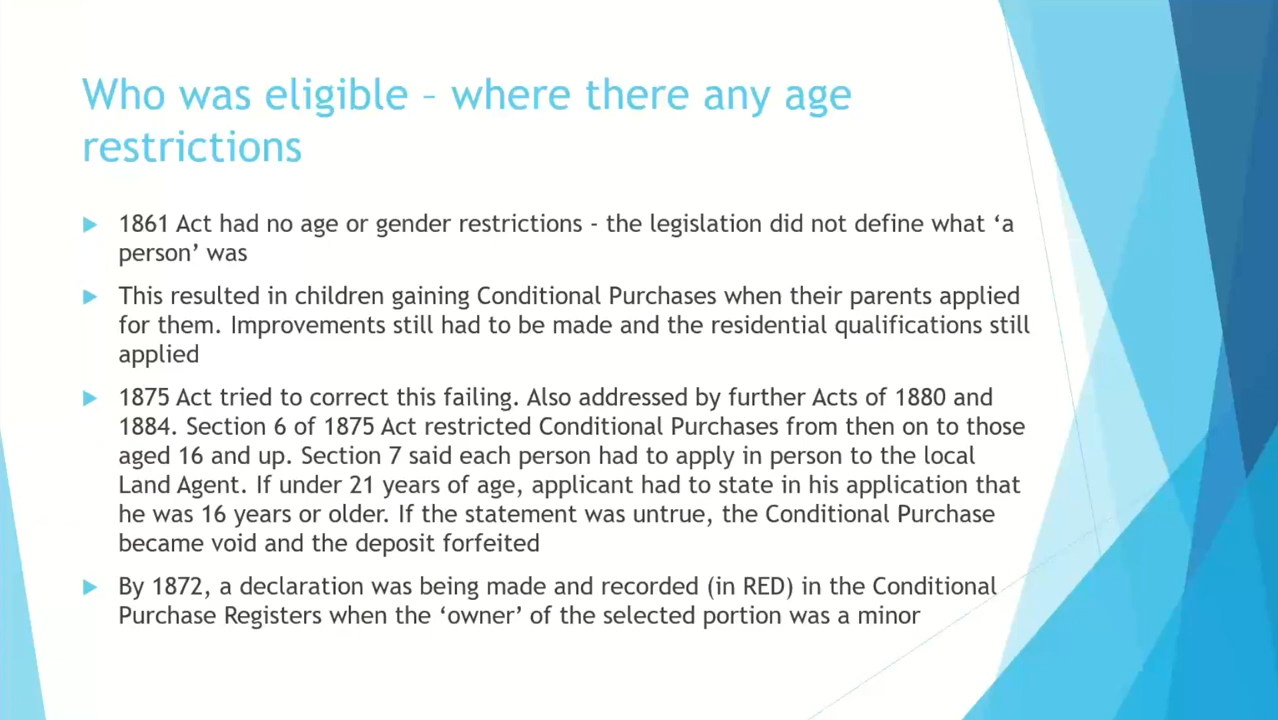 Who was eligible – where there any age
restrictions
1861 Act had no age or gender restrictions - the legislation did not define what ‘a
person’ was
This resulted in children gaining Conditional Purchases when their parents applied
for them. Improvements still had to be made and the residential qualifications still
applied
1875 Act tried to correct this failing. Also addressed by further Acts of 1880 and
1884. Section 6 of 1875 Act restricted Conditional Purchases from then on to those
aged 16 and up. Section 7 said each person had to apply in person to the local
Land Agent. If under 21 years of age, applicant had to state in his application that
he was 16 years or older. If the statement was untrue, the Conditional Purchase
became void and the deposit forfeited
By 1872, a declaration was being made and recorded (in RED) in the Conditional
Purchase Registers when the ‘owner’ of the selected portion was a minor